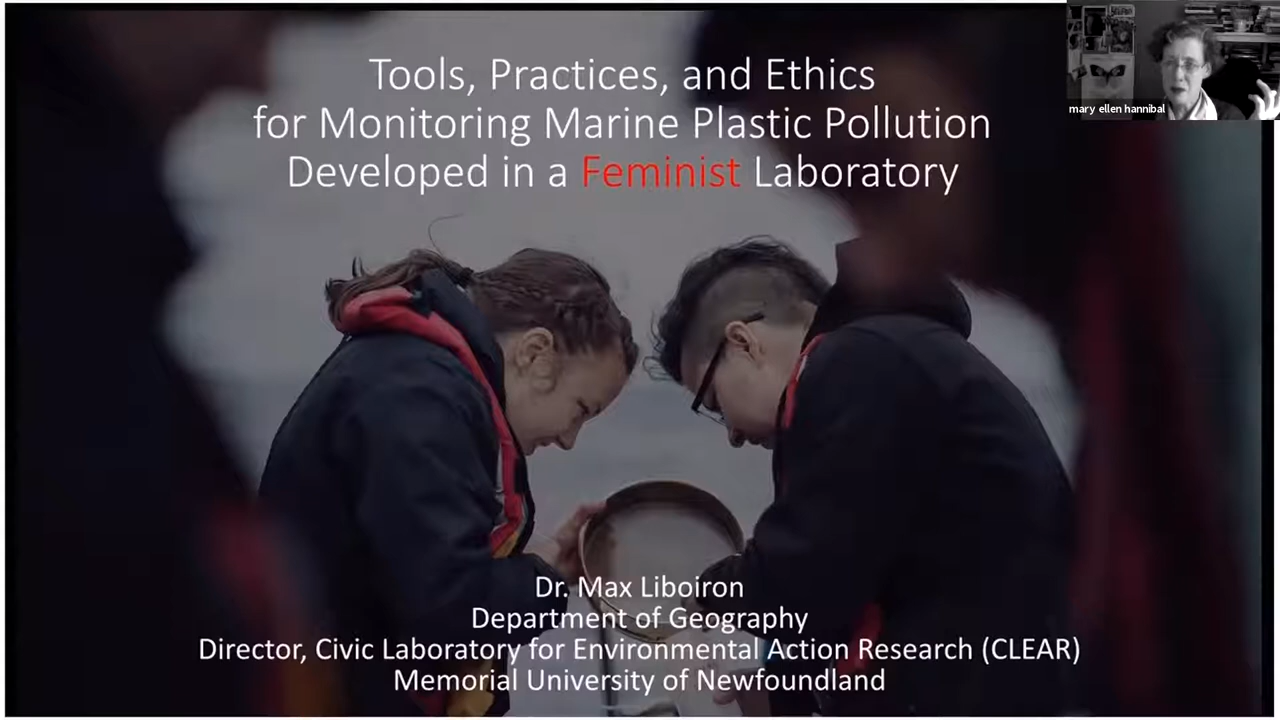 Tools, Practices, and Ethics
for Monitoring Marine Plastic Pollution
Developed in a Feminist Laboratory
mary ellen hannibal
Dr. Max Liboiron
Department of Geography
Director, Civic Laboratory for Environmental Action Research (CLEAR)
Memorial University of Newfoundland